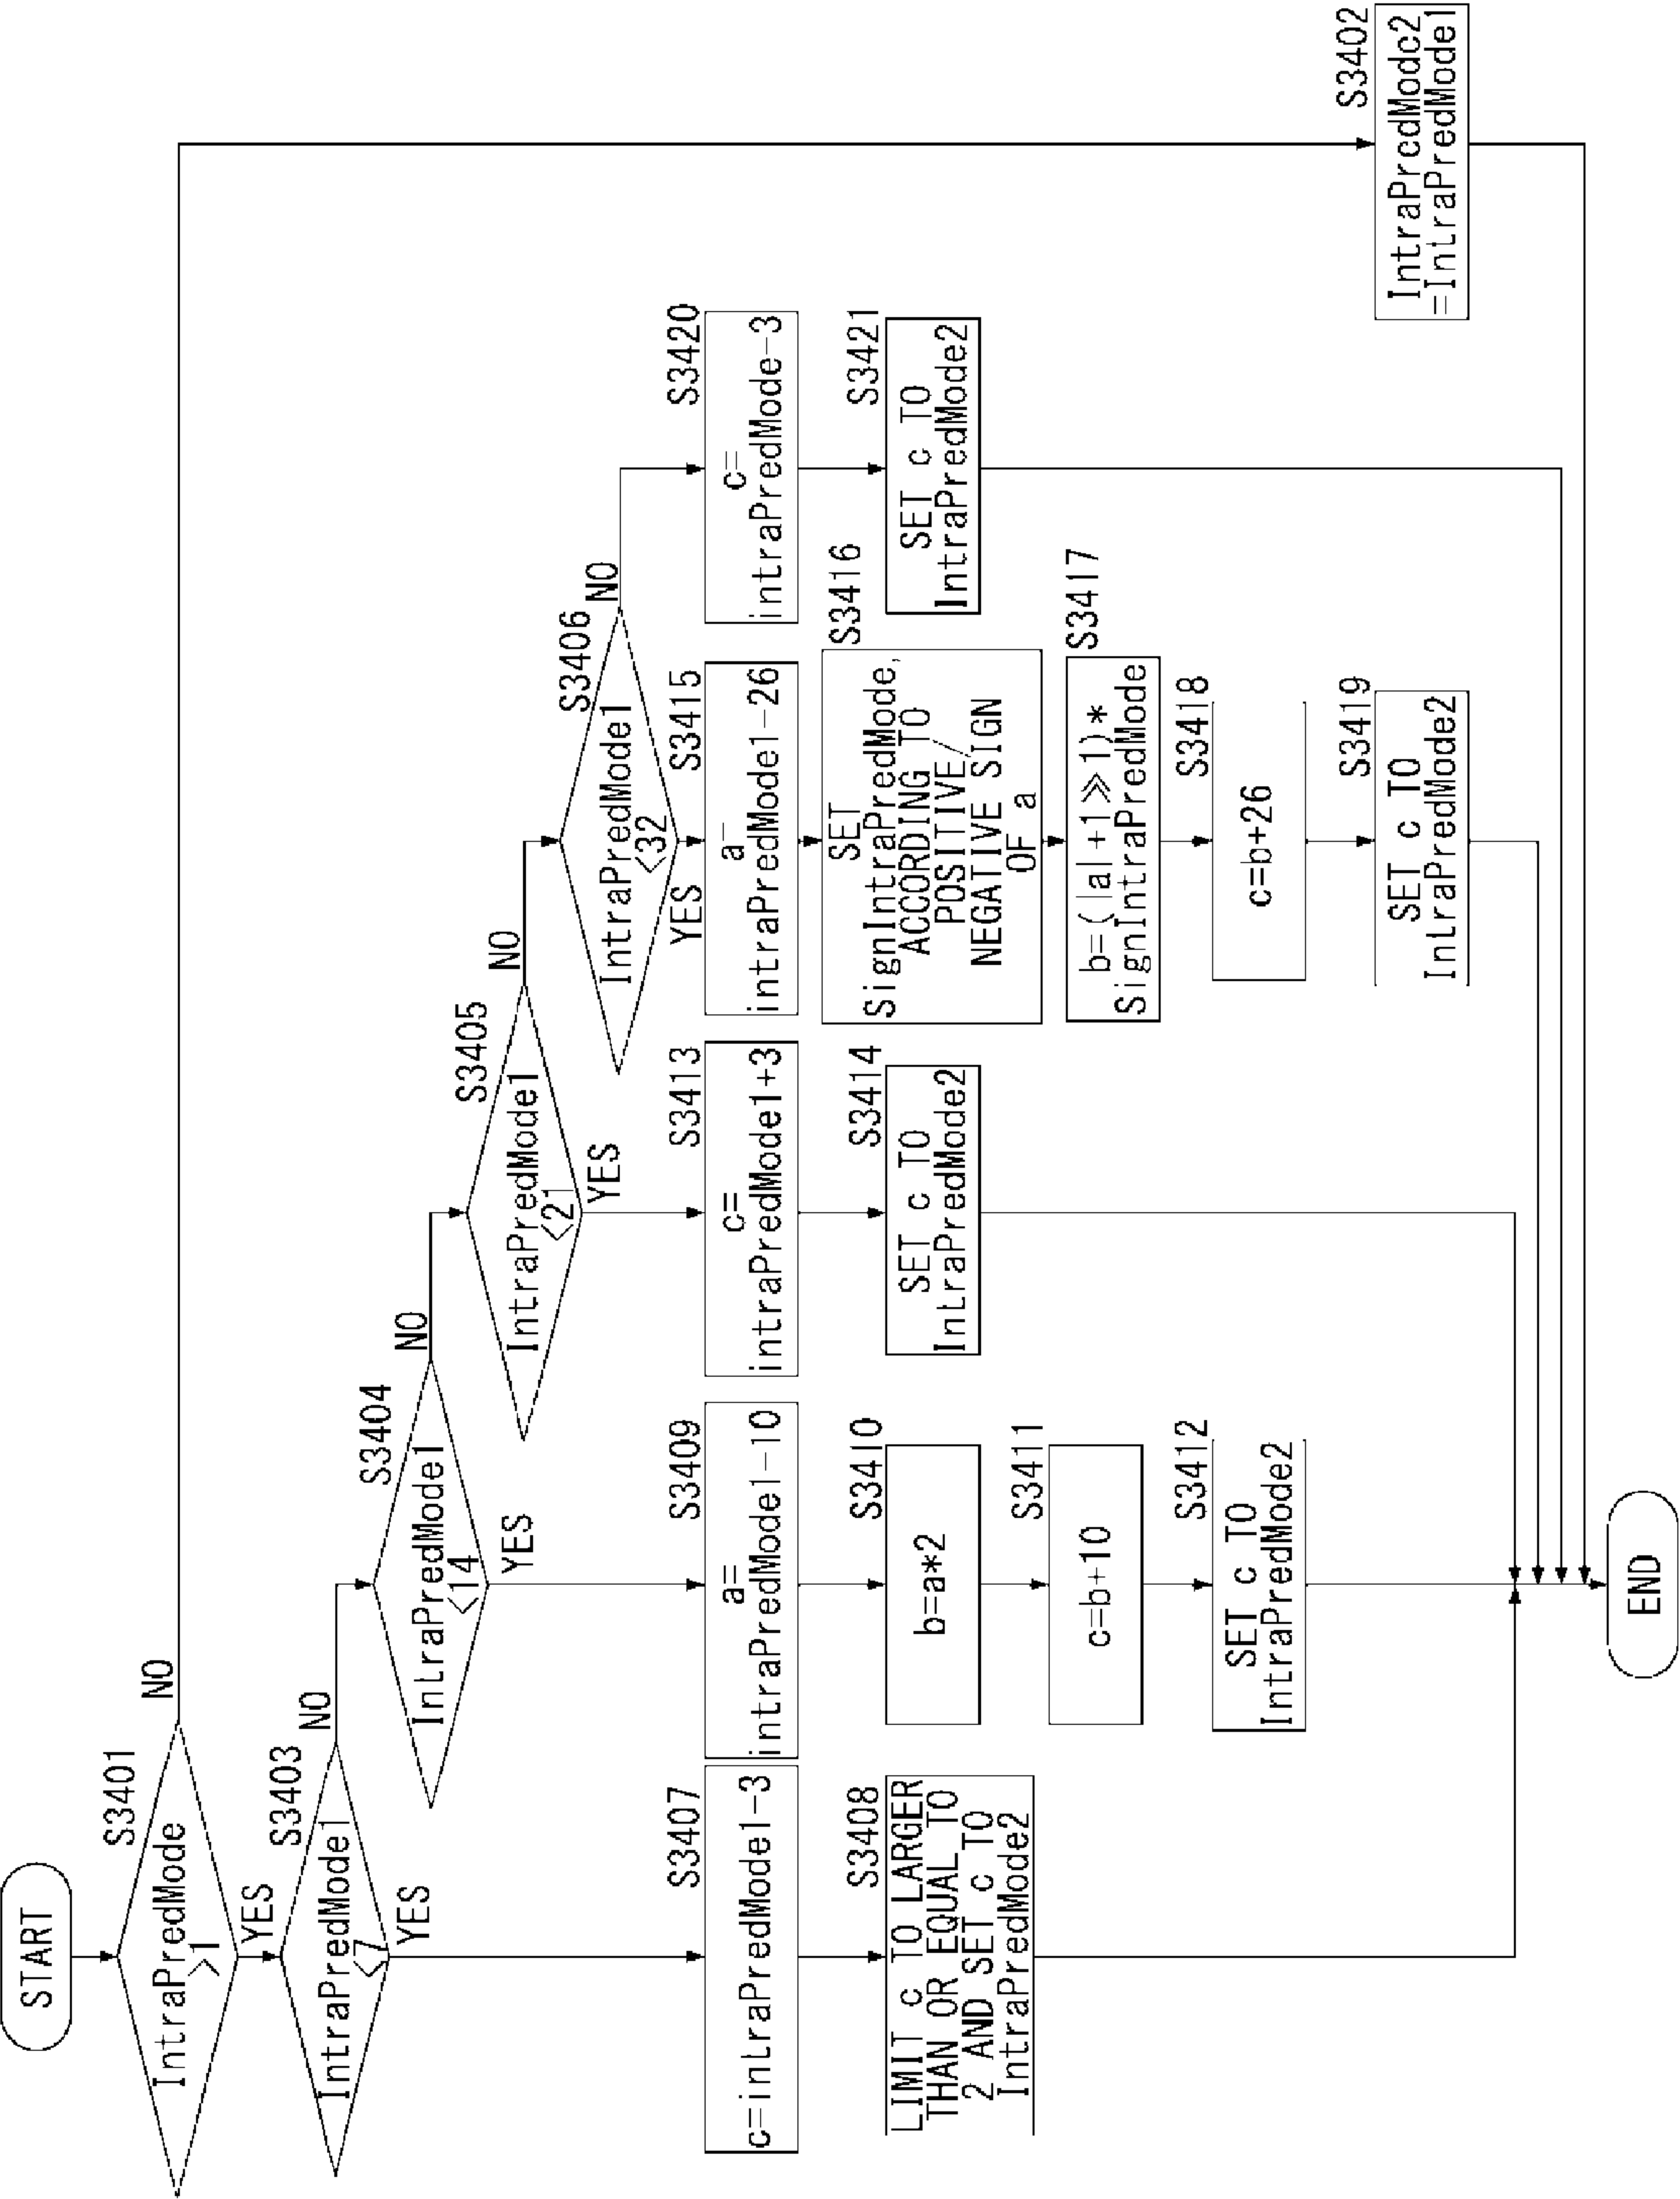 START
S3401
IntraPredMode
>1
NO
YES
S3403
IntraPredMode1
<7
NO
YES
S3404
IntraPredMode1
<14
NO
YES
S3405
IntraPredMode1
<21
NO
YES
S3406
IntraPredMode1
<32
NO
YES
S3407
c=intraPredMode1-3
S3408
LIMIT c TO LARGER
THAN OR EQUAL TO
2 AND SET c TO
IntraPredMode2
S3409
a=
intraPredMode1-10
S3410
b=a*2
S3411
c=b+10
S3412
SET c TO
IntraPredMode2
S3413
c=
intraPredMode1+3
S3414
SET c TO
IntraPredMode2
S3415
a=
intraPredMode1-26
S3416
SET
SignIntraPredMode,
ACCORDING TO
POSITIVE/
NEGATIVE SIGN
OF a
S3417
b=(|a|+1≫1)*
SignIntraPredMode
S3418
c=b+26
S3419
SET c TO
IntraPredMode2
S3420
c=
intraPredMode-3
S3421
SET c TO
IntraPredMode2
S3402
IntraPredMode2
=IntraPredMode1
END